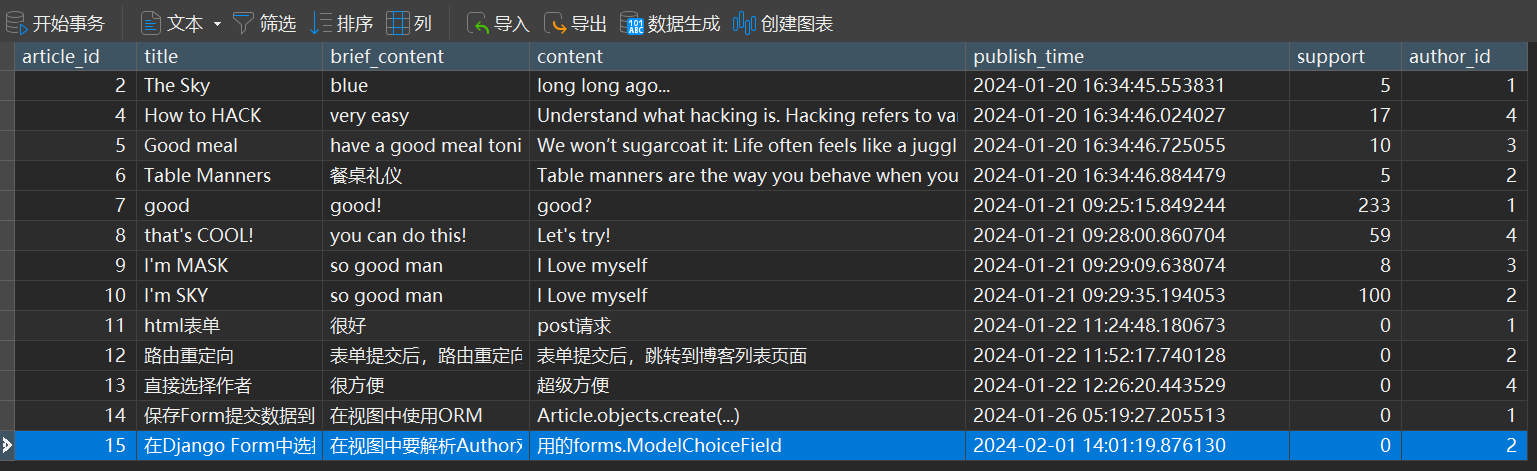 开始事务 文本 筛选 排序 列 导入 导出 数据生成 创建图表
article_id title brief_content content publish_time support author_id
2 The Sky blue long long ago... 2024-01-20 16:34:45.553831 5 1
4 How to HACK very easy Understand what hacking is. Hacking refers to var 2024-01-20 16:34:46.024027 17 4
5 Good meal have a good meal toni We won’t sugarcoat it: Life often feels like a juggl 2024-01-20 16:34:46.725055 10 3
6 Table Manners 餐桌礼仪 Table manners are the way you behave when you 2024-01-20 16:34:46.884479 5 2
7 good good! good? 2024-01-21 09:25:15.849244 233 1
8 that's COOL! you can do this! Let's try! 2024-01-21 09:28:00.860704 59 4
9 I'm MASK so good man I Love myself 2024-01-21 09:29:09.638074 8 3
10 I'm SKY so good man I Love myself 2024-01-21 09:29:35.194053 100 2
11 html表单 很好 post请求 2024-01-22 11:24:48.180673 0 1
12 路由重定向 表单提交后，路由重定向 表单提交后，跳转到博客列表页面 2024-01-22 11:52:17.740128 0 2
13 直接选择作者 很方便 超级方便 2024-01-22 12:26:20.443529 0 4
14 保存Form提交数据到 在视图中使用ORM Article.objects.create(...) 2024-01-26 05:19:27.205513 0 1
15 在Django Form中选择 在视图中要解析Author对 用的forms.ModelChoiceField 2024-02-01 14:01:19.876130 0 2